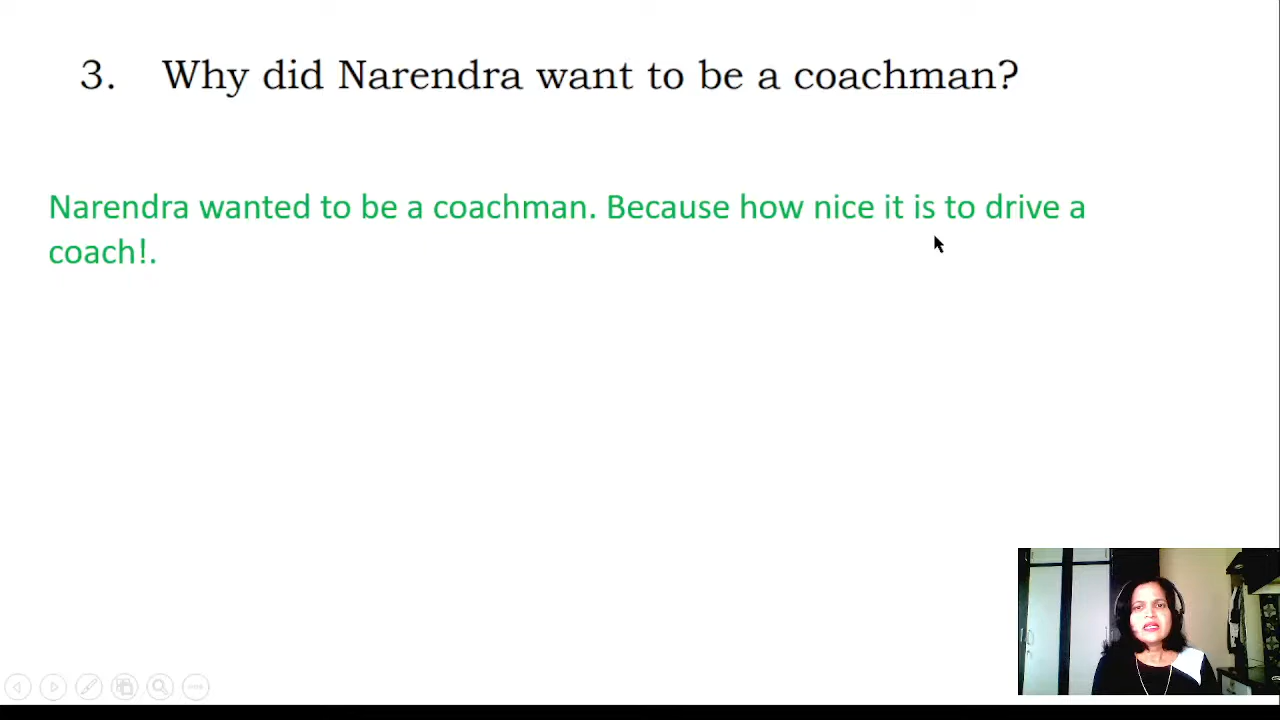 3. Why did Narendra want to be a coachman?
Narendra wanted to be a coachman. Because how nice it is to drive a
coach!.